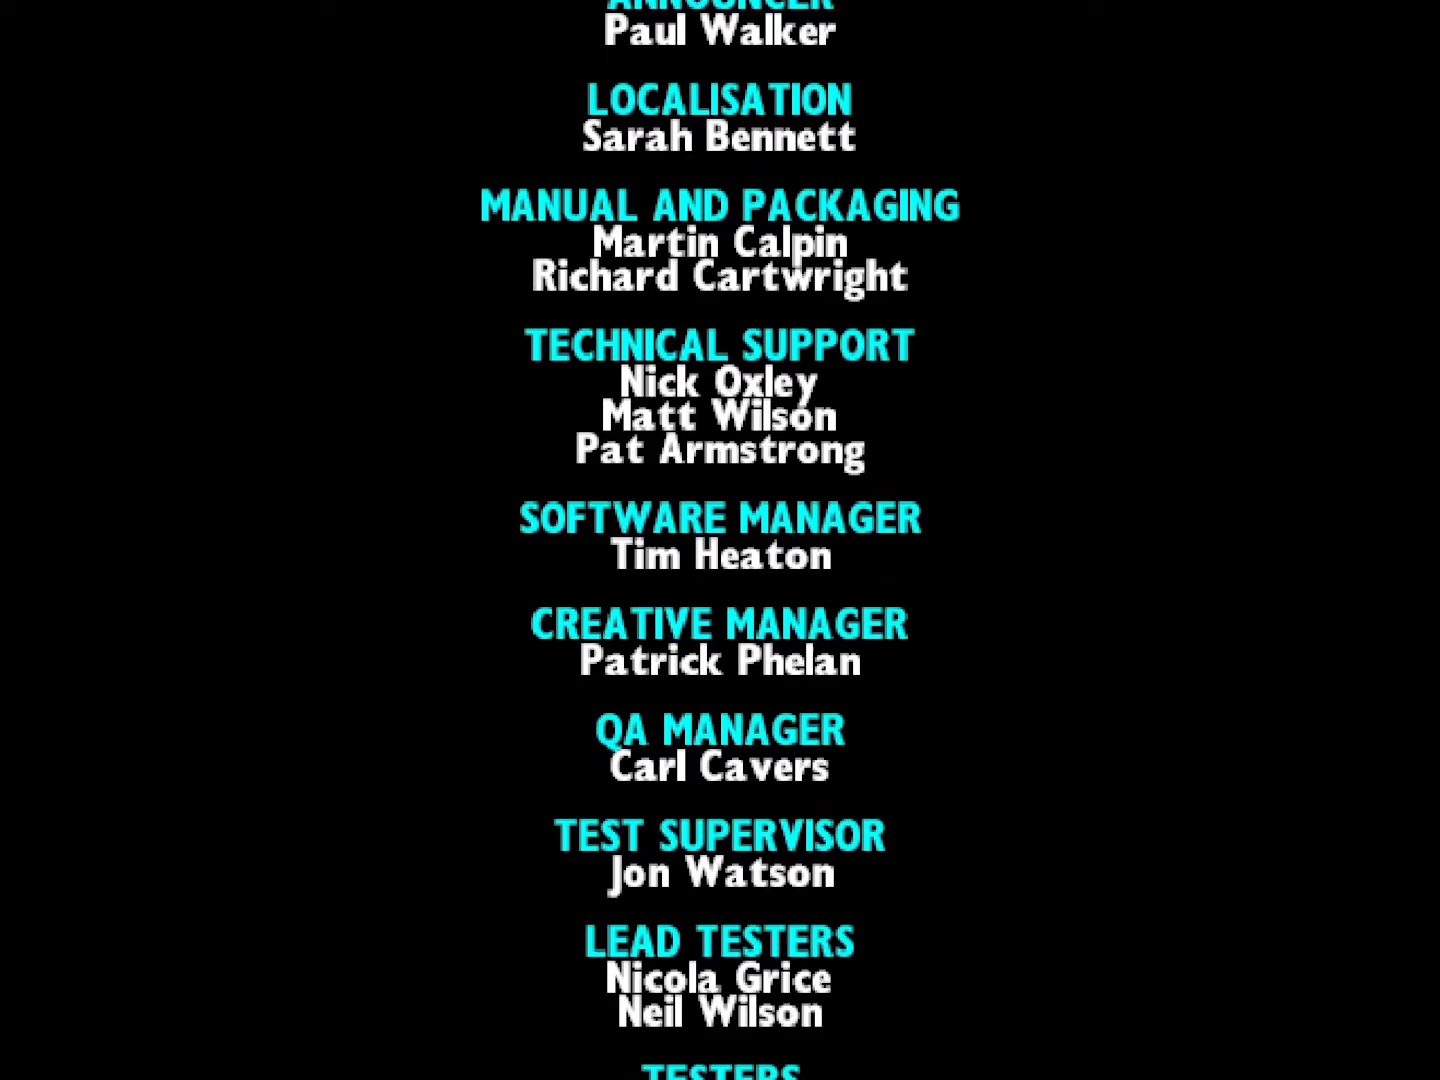 ANNOUNCER
Paul Walker
LOCALISATION
Sarah Bennett
MANUAL AND PACKAGING
Martin Calpin
Richard Cartwright
TECHNICAL SUPPORT
Nick Oxley
Matt Wilson
Pat Armstrong
SOFTWARE MANAGER
Tim Heaton
CREATIVE MANAGER
Patrick Phelan
QA MANAGER
Carl Cavers
TEST SUPERVISOR
Jon Watson
LEAD TESTERS
Nicola Grice
Neil Wilson
TESTERS